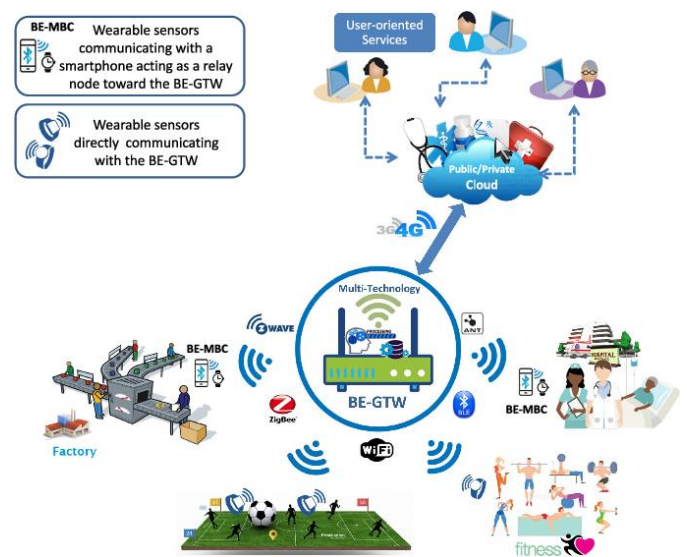 BE-MBC
Wearable sensors
communicating with a
smartphone acting as a relay
node toward the BE-GTW
Wearable sensors
directly communicating
with the BE-GTW
User-oriented
Services
Public/Private
Cloud
3G 4G
Multi-Technology
Z WAVE
ANT
PROCESSING
BE-GTW
BE-MBC
ZigBee
BLE
HOSPITAL
BE-MBC
Factory
WiFi
fitness